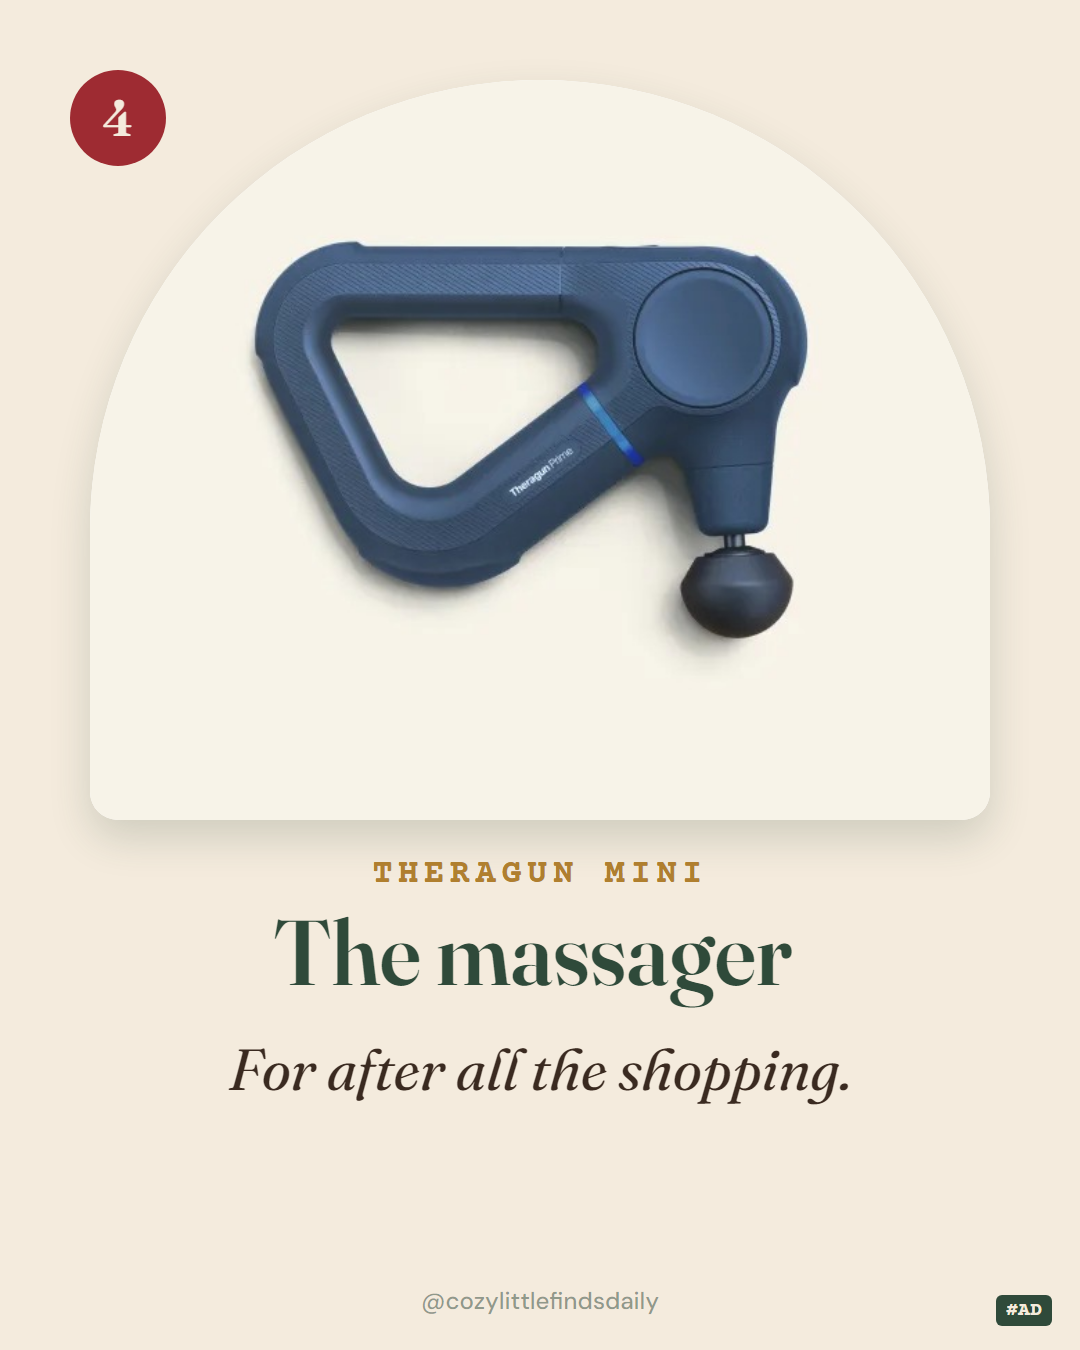 4
Theragun Prime
THERAGUN MINI
The massager
For after all the shopping.
@cozylittlefindsdaily
#AD